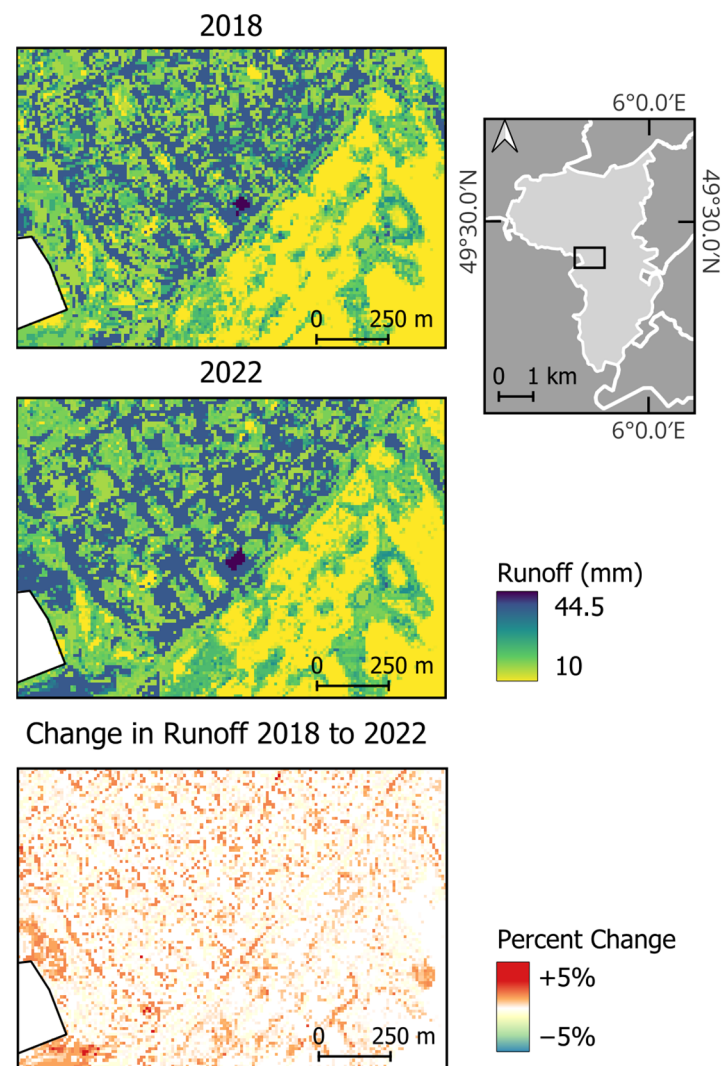 2018
0 250 m
6°0.0′E
49°30.0′N
49°30.0′N
0 1 km
6°0.0′E
2022
0 250 m
Runoff (mm)
44.5
10
Change in Runoff 2018 to 2022
0 250 m
Percent Change
+5%
−5%